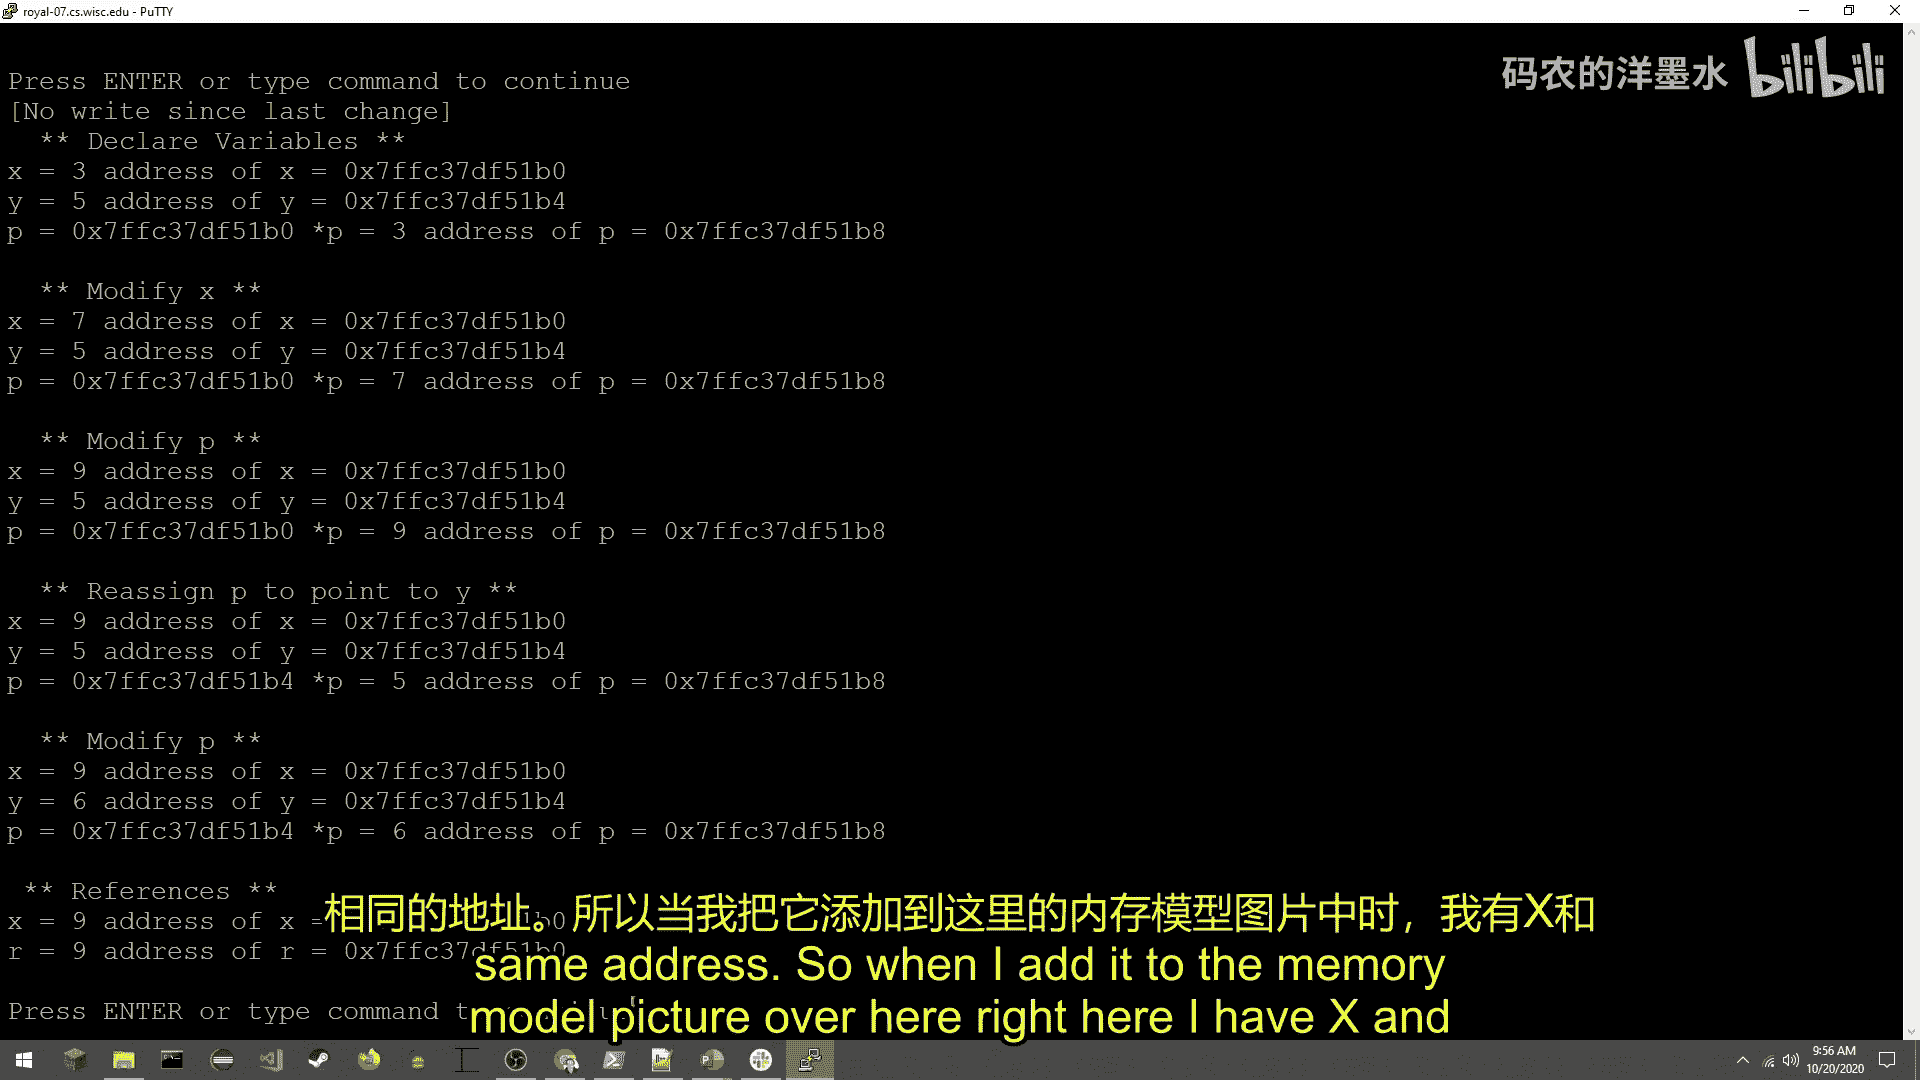 royal-07.cs.wisc.edu - PuTTY
码农的洋墨水 bilibili
Press ENTER or type command to continue
[No write since last change]
** Declare Variables **
x = 3 address of x = 0x7ffc37df51b0
y = 5 address of y = 0x7ffc37df51b4
p = 0x7ffc37df51b0 *p = 3 address of p = 0x7ffc37df51b8
** Modify x **
x = 7 address of x = 0x7ffc37df51b0
y = 5 address of y = 0x7ffc37df51b4
p = 0x7ffc37df51b0 *p = 7 address of p = 0x7ffc37df51b8
** Modify p **
x = 9 address of x = 0x7ffc37df51b0
y = 5 address of y = 0x7ffc37df51b4
p = 0x7ffc37df51b0 *p = 9 address of p = 0x7ffc37df51b8
** Reassign p to point to y **
x = 9 address of x = 0x7ffc37df51b0
y = 5 address of y = 0x7ffc37df51b4
p = 0x7ffc37df51b4 *p = 5 address of p = 0x7ffc37df51b8
** Modify p **
x = 9 address of x = 0x7ffc37df51b0
y = 6 address of y = 0x7ffc37df51b4
p = 0x7ffc37df51b4 *p = 6 address of p = 0x7ffc37df51b8
** References **
x = 9 address of x =
r = 9 address of r = 0x7ffc37df51b0
Press ENTER or type command
相同的地址。所以当我把它添加到这里的内存模型图片中时，我有X和
same address. So when I add it to the memory
model picture over here right here I have X and
9:56 AM
10/20/2020